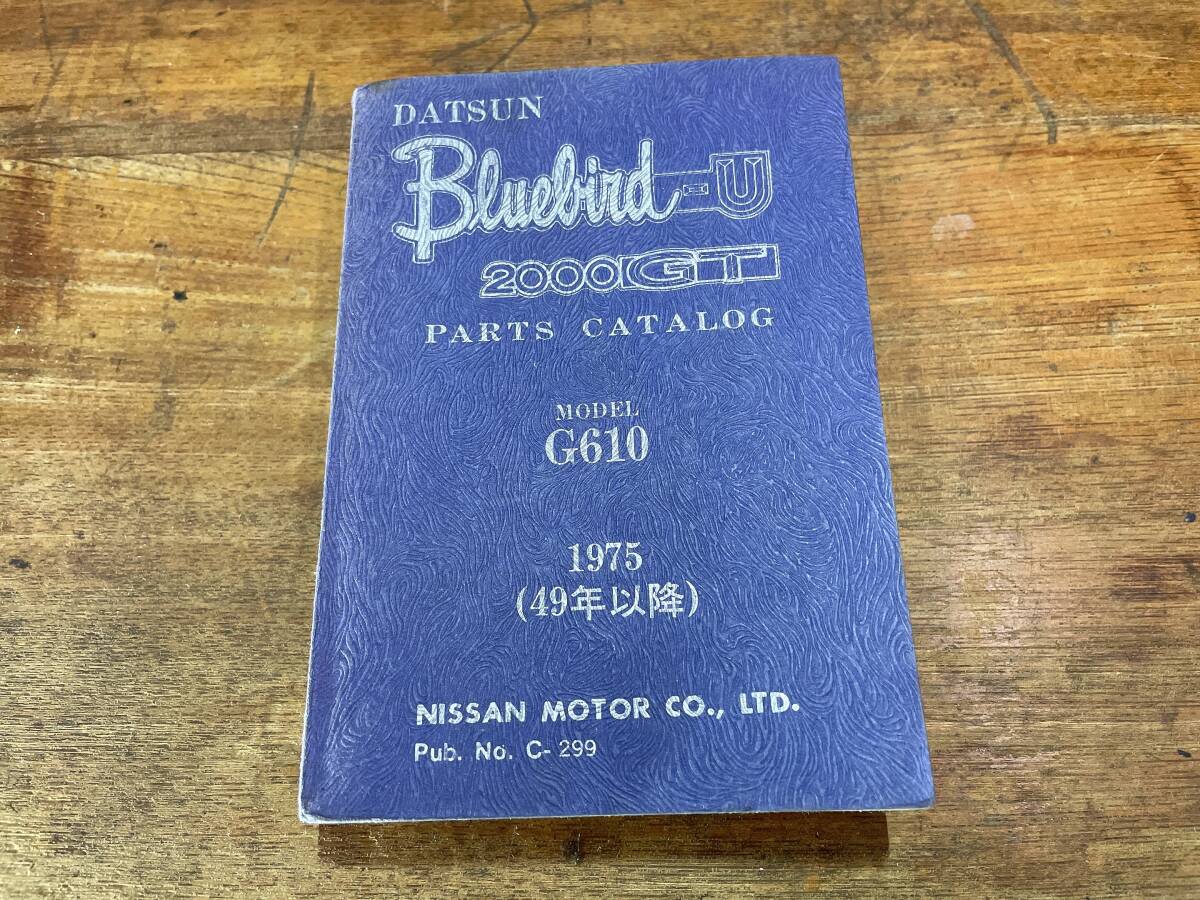 DATSUN
Bluebird-U
2000GT
PARTS CATALOG
MODEL
G610
1975
(49年以降)
NISSAN MOTOR CO., LTD.
Pub. No. C- 299